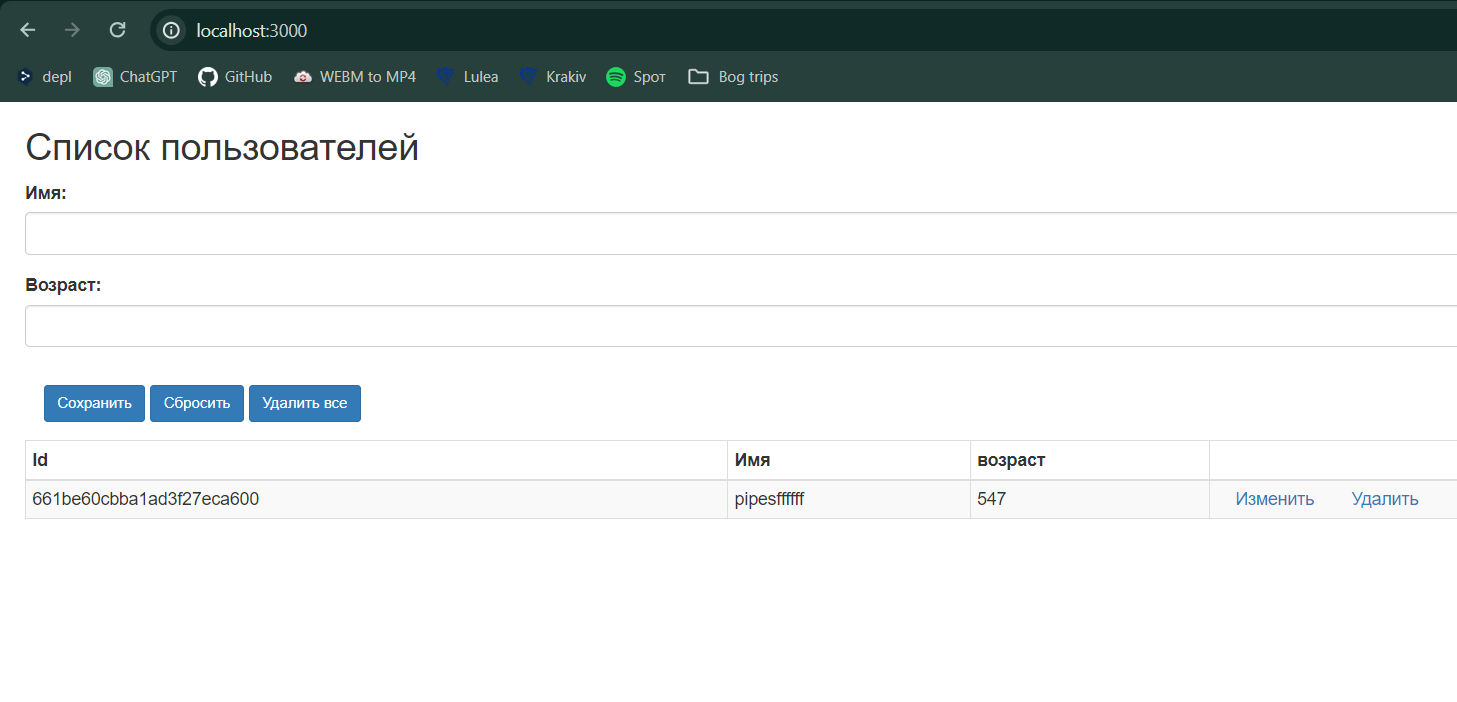 localhost:3000
depl ChatGPT GitHub WEBM to MP4 Lulea Krakiv Spот Bog trips
Список пользователей
Имя:
Возраст:
Сохранить Сбросить Удалить все
Id Имя возраст
661be60cbba1ad3f27eca600 pipesffffff 547 Изменить Удалить